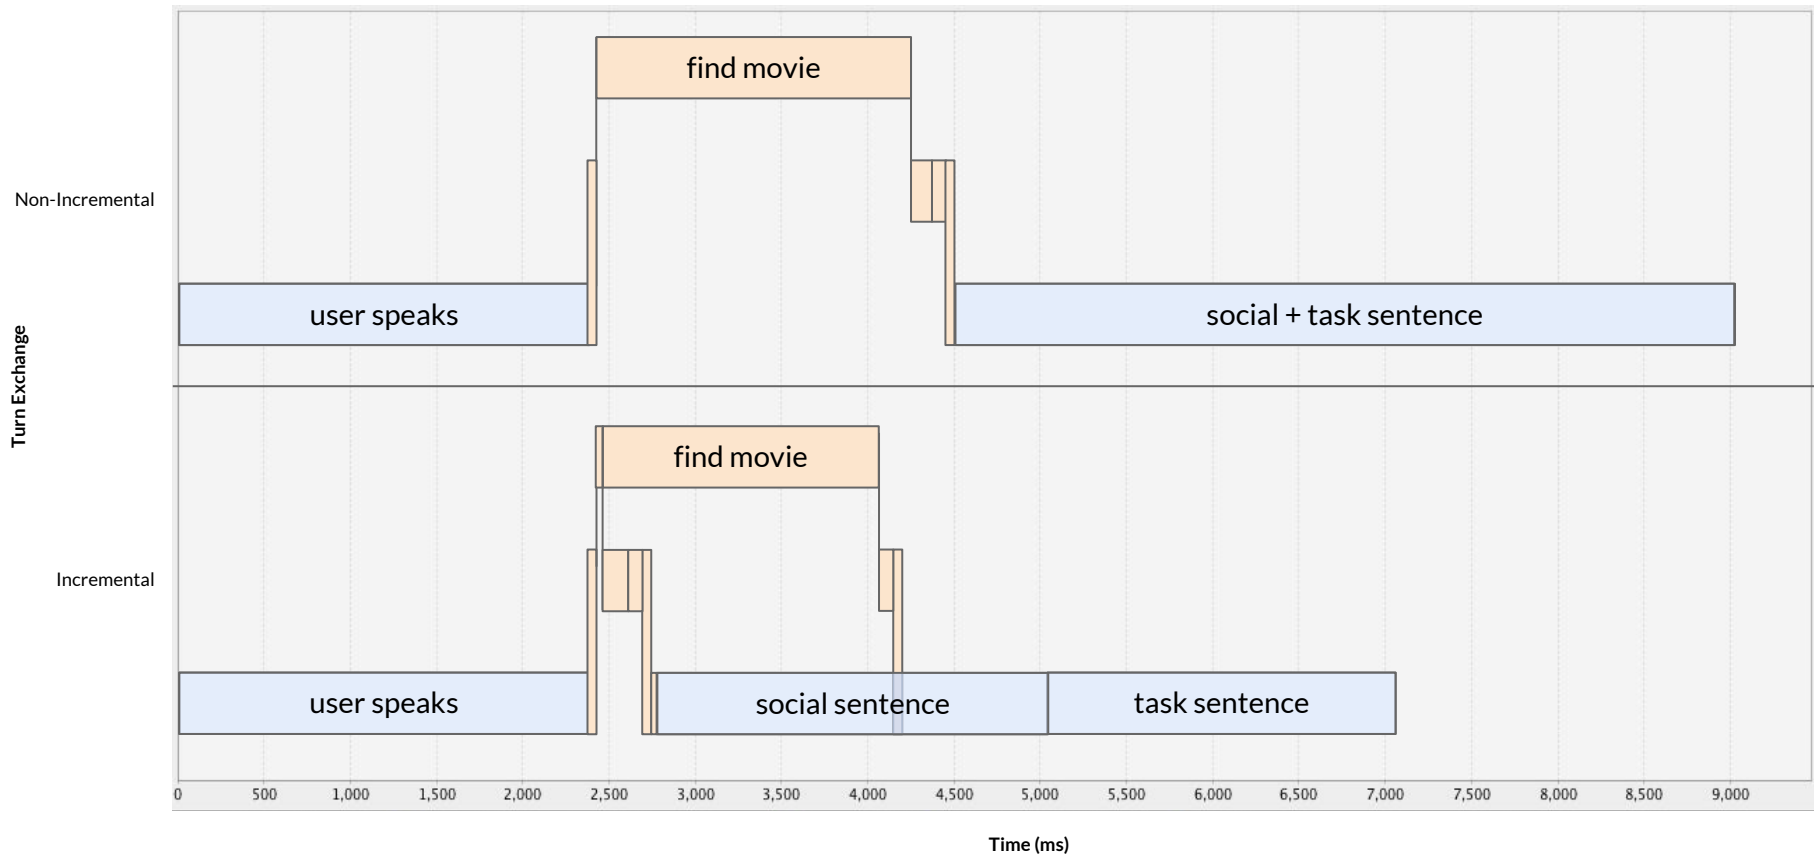 find movie
Non-Incremental
user speaks
social + task sentence
Turn Exchange
find movie
Incremental
user speaks
social sentence
task sentence
0 500 1,000 1,500 2,000 2,500 3,000 3,500 4,000 4,500 5,000 5,500 6,000 6,500 7,000 7,500 8,000 8,500 9,000
Time (ms)